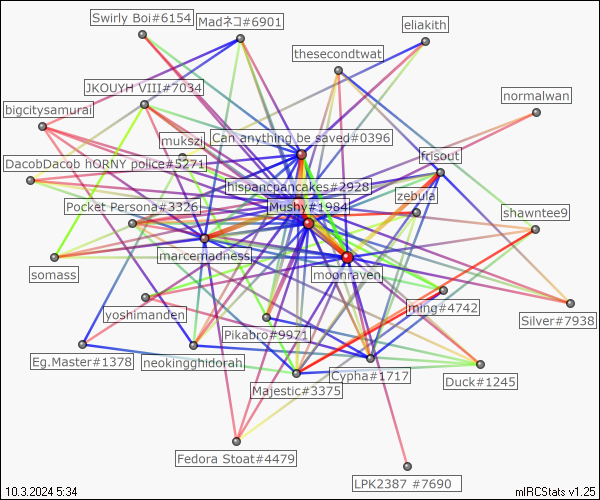 Swirly Boi#6154
Madネコ#6901
eliakith
thesecondtwat
JKOUYH VIII#7034
normalwan
bigcitysamurai
mukszi
Can anything be saved#0396
frisout
DacobDacob hORNY police#5271
hispancpancakes#2928
zebula
Pocket Persona#3326
Mushy#1984
shawntee9
marcemadness
somass
moonraven
yoshimanden
ming#4742
Silver#7938
Pikabro#9971
Eg.Master#1378
neokingghidorah
Cypha#1717
Majestic#3375
Duck#1245
Fedora Stoat#4479
LPK2387 #7690
10.3.2024 5:34
mIRCStats v1.25